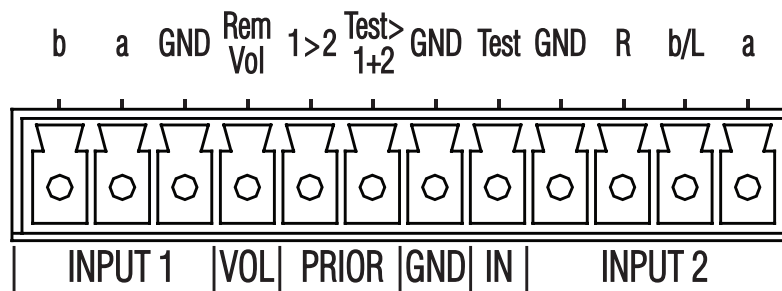 b a GND Rem Vol 1>2 Test> 1+2 GND Test GND R b/L a
INPUT 1 VOL PRIOR GND IN INPUT 2